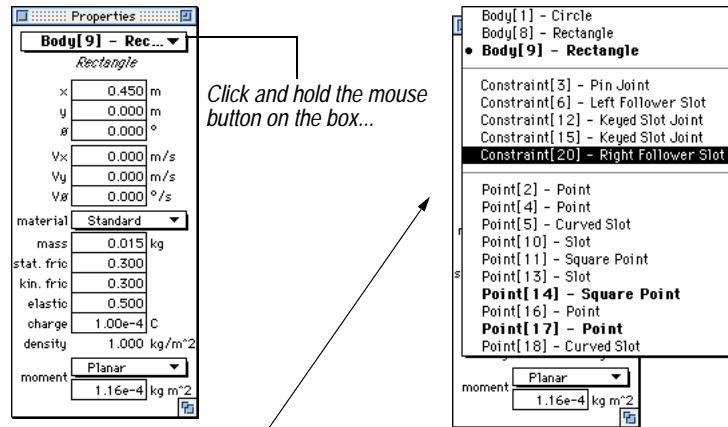 Properties
Body[9] - Rec...
Rectangle
x 0.450 m
y 0.000 m
ø 0.000 °
Vx 0.000 m/s
Vy 0.000 m/s
Vø 0.000 °/s
material Standard
mass 0.015 kg
stat. fric 0.300
kin. fric 0.300
elastic 0.500
charge 1.00e-4 C
density 1.000 kg/m^2
moment Planar
1.16e-4 kg m^2
Click and hold the mouse
button on the box...
Body[1] - Circle
Body[8] - Rectangle
• Body[9] - Rectangle
Constraint[3] - Pin Joint
Constraint[6] - Left Follower Slot
Constraint[12] - Keyed Slot Joint
Constraint[15] - Keyed Slot Joint
Constraint[20] - Right Follower Slot
Point[2] - Point
Point[4] - Point
Point[5] - Curved Slot
Point[10] - Slot
Point[11] - Square Point
Point[13] - Slot
Point[14] - Square Point
Point[16] - Point
Point[17] - Point
Point[18] - Curved Slot
moment Planar
1.16e-4 kg m^2